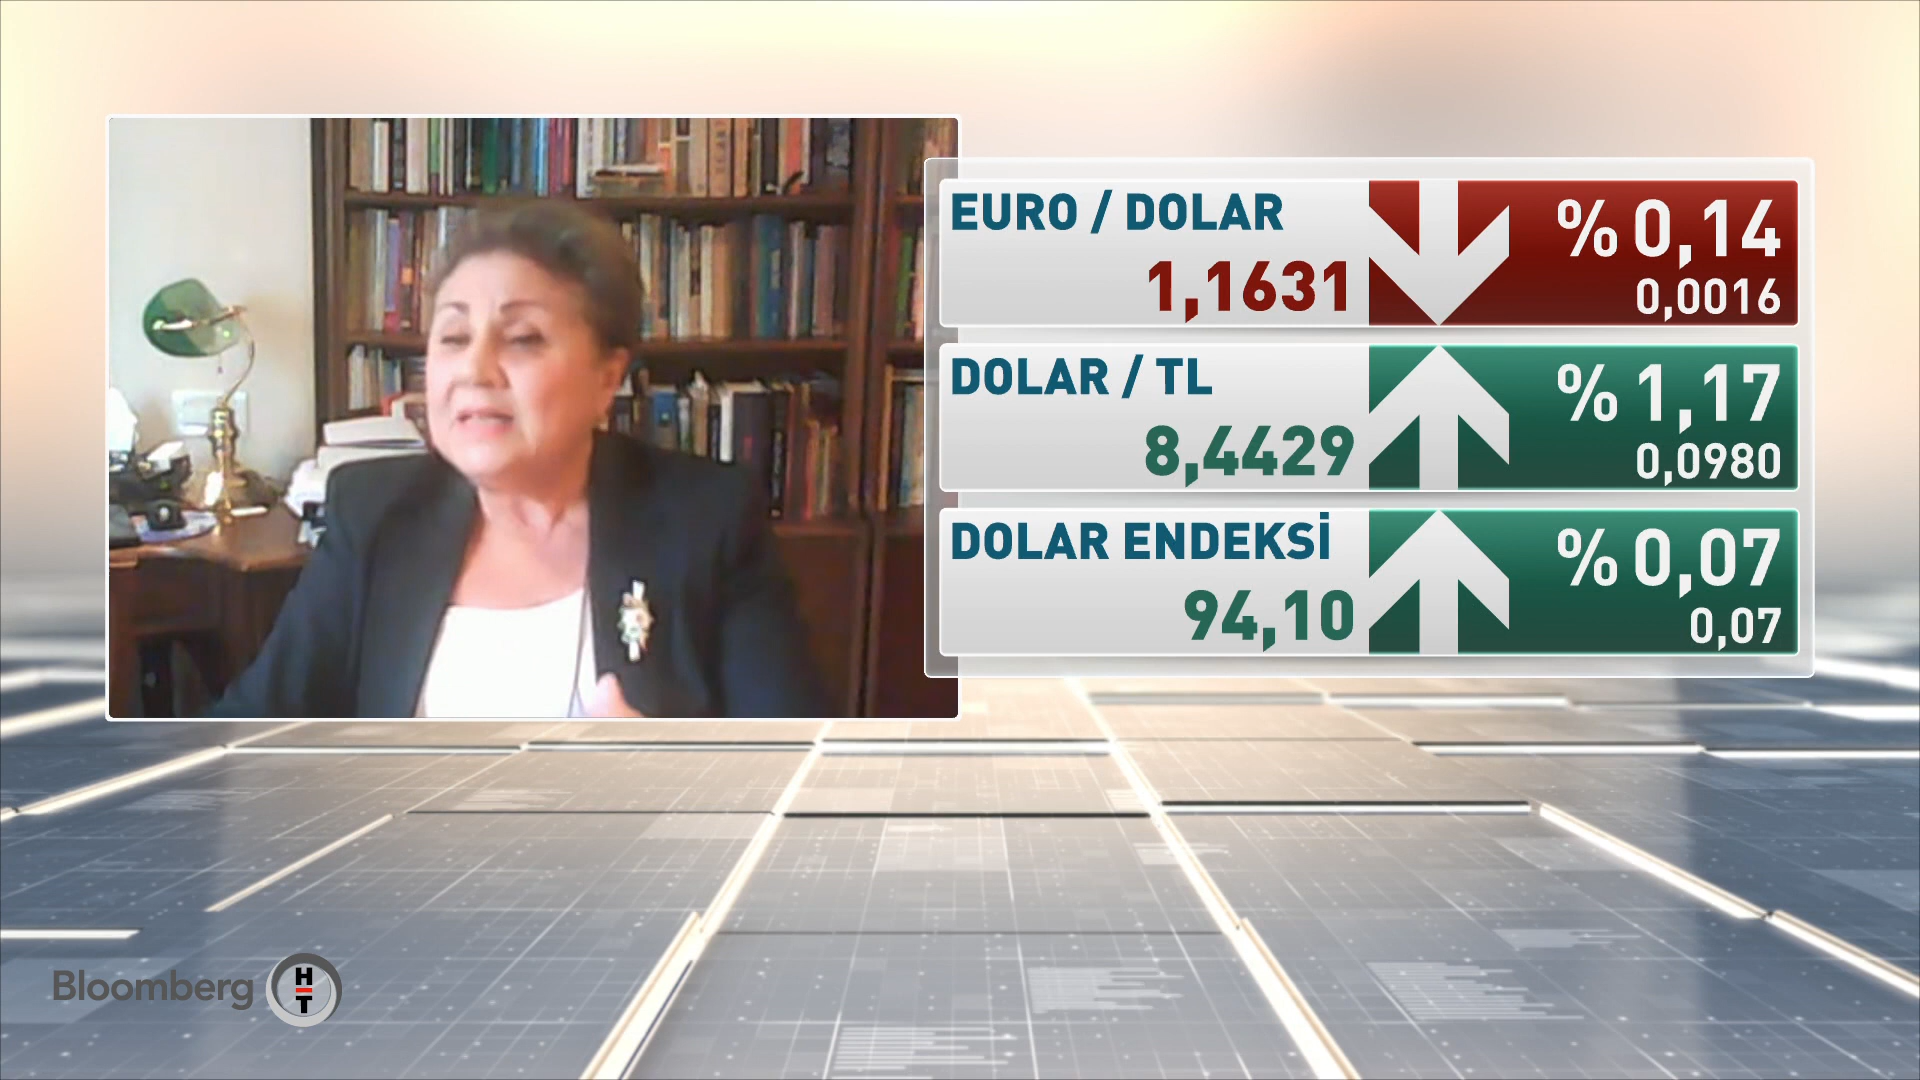 EURO / DOLAR
1,1631
% 0,14
0,0016
DOLAR / TL
8,4429
% 1,17
0,0980
DOLAR ENDEKSİ
94,10
% 0,07
0,07
Bloomberg HT